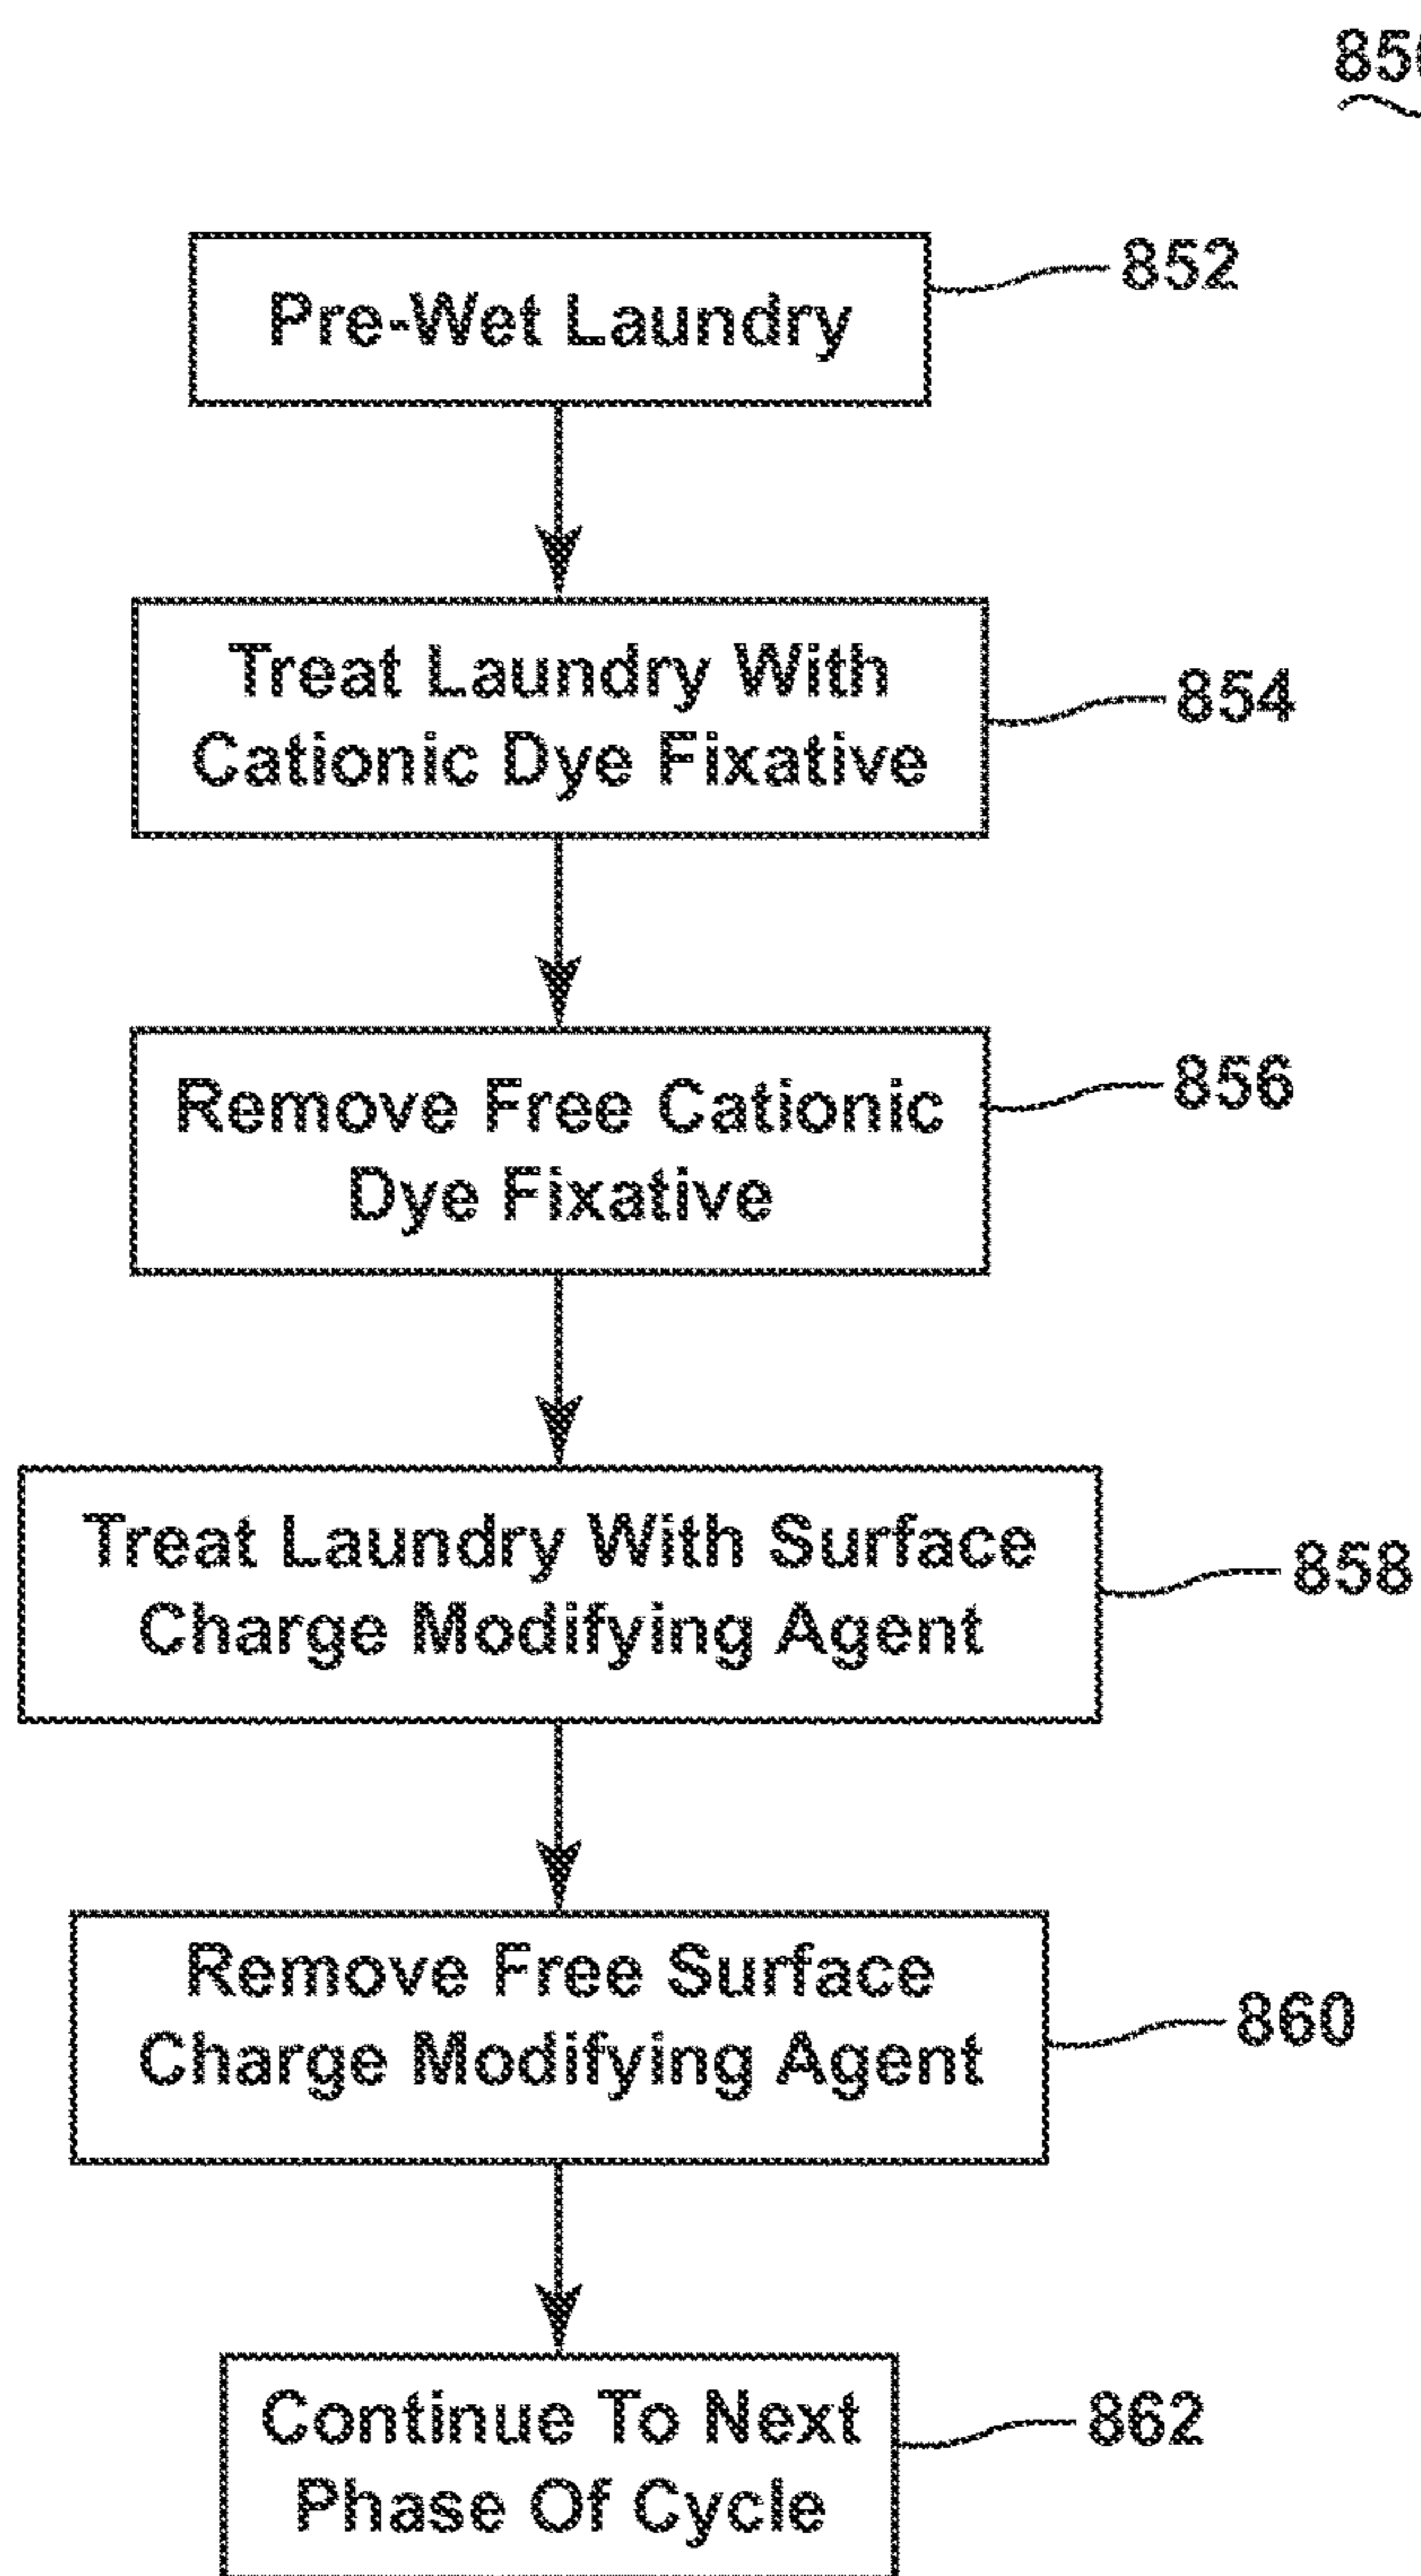 852
Pre-Wet Laundry
Treat Laundry With
854
Cationic Dye Fixative
Remove Free Cationic
856
Dye Fixative
Treat Laundry With Surface
858
Charge Modifying Agent
Remove Free Surface
860
Charge Modifying Agent
Continue To Next
862
Phase Of Cycle